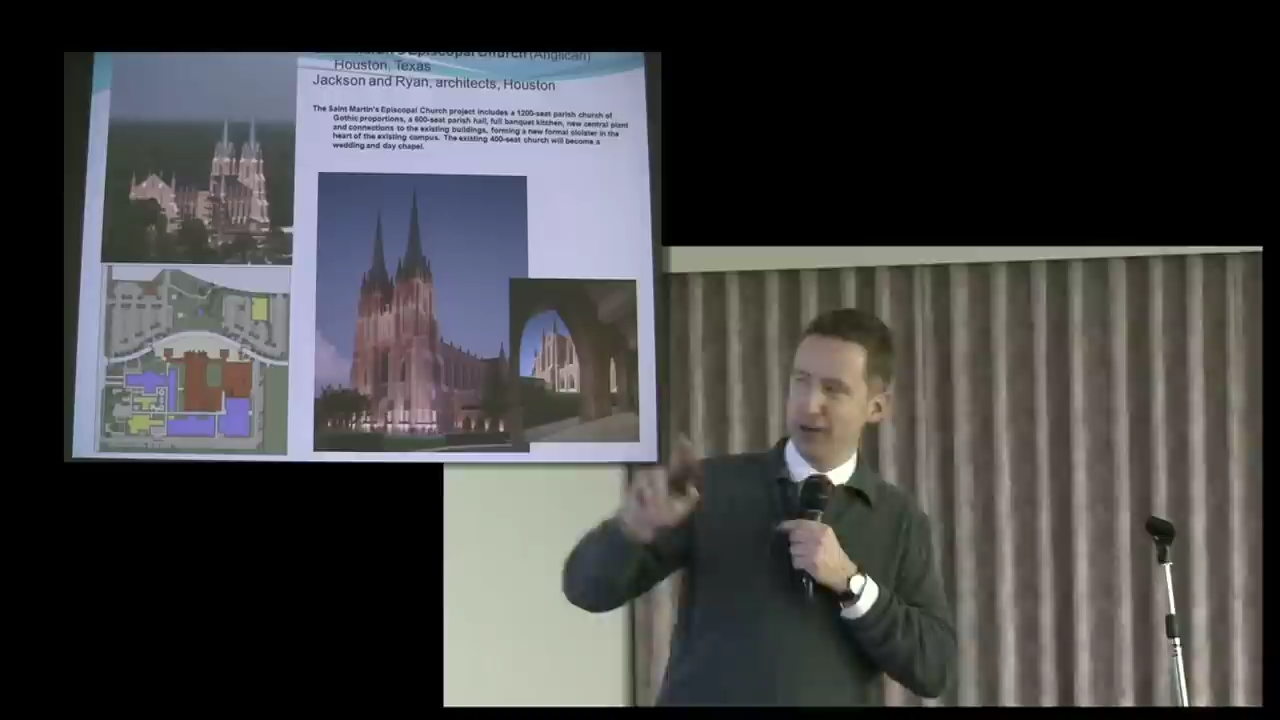 Episcopal Church (Anglican)
Houston, Texas
Jackson and Ryan, architects, Houston
The Saint Martin's Episcopal Church project includes a 1200-seat parish church of
Gothic proportions, a 600-seat parish hall, full banquet kitchen, new central plant
and connections to the existing buildings, forming a new formal cloister in the
heart of the existing campus. The existing 400-seat church will become a
wedding and day chapel.